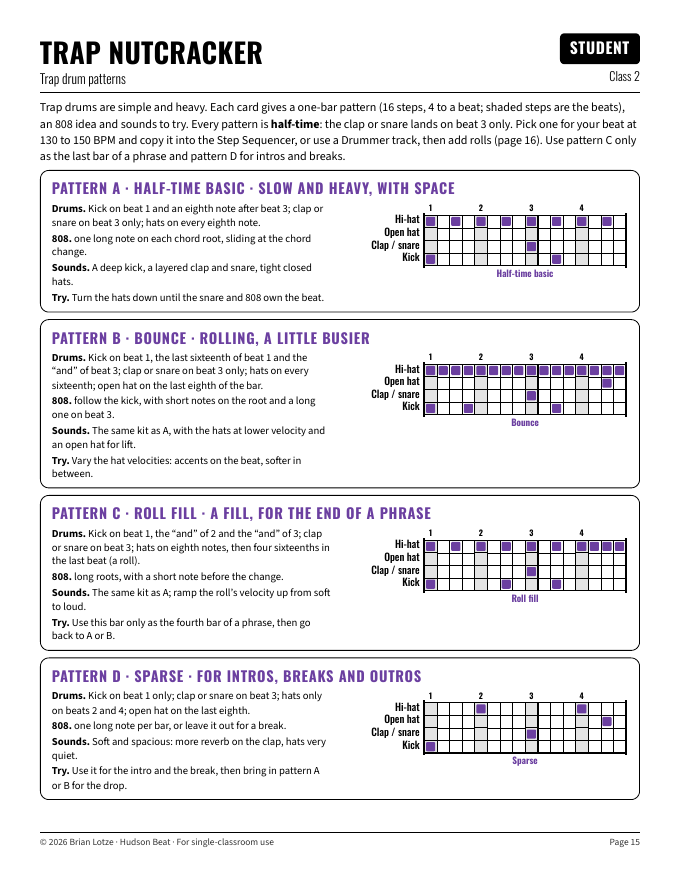 TRAP NUTCRACKER
STUDENT
Trap drum patterns
Class 2
Trap drums are simple and heavy. Each card gives a one-bar pattern (16 steps, 4 to a beat; shaded steps are the beats),
an 808 idea and sounds to try. Every pattern is half-time: the clap or snare lands on beat 3 only. Pick one for your beat at
130 to 150 BPM and copy it into the Step Sequencer, or use a Drummer track, then add rolls (page 16). Use pattern C only
as the last bar of a phrase and pattern D for intros and breaks.
PATTERN A · HALF-TIME BASIC · SLOW AND HEAVY, WITH SPACE
Drums. Kick on beat 1 and an eighth note after beat 3; clap or
snare on beat 3 only; hats on every eighth note.
808. one long note on each chord root, sliding at the chord
change.
Sounds. A deep kick, a layered clap and snare, tight closed
hats.
Try. Turn the hats down until the snare and 808 own the beat.
1 2 3 4
Hi-hat
Open hat
Clap / snare
Kick
Half-time basic
PATTERN B · BOUNCE · ROLLING, A LITTLE BUSIER
Drums. Kick on beat 1, the last sixteenth of beat 1 and the
“and” of beat 3; clap or snare on beat 3 only; hats on every
sixteenth; open hat on the last eighth of the bar.
808. follow the kick, with short notes on the root and a long
one on beat 3.
Sounds. The same kit as A, with the hats at lower velocity and
an open hat for lift.
Try. Vary the hat velocities: accents on the beat, softer in
between.
1 2 3 4
Hi-hat
Open hat
Clap / snare
Kick
Bounce
PATTERN C · ROLL FILL · A FILL, FOR THE END OF A PHRASE
Drums. Kick on beat 1, the “and” of 2 and the “and” of 3; clap
or snare on beat 3; hats on eighth notes, then four sixteenths in
the last beat (a roll).
808. long roots, with a short note before the change.
Sounds. The same kit as A; ramp the roll’s velocity up from soft
to loud.
Try. Use this bar only as the fourth bar of a phrase, then go
back to A or B.
1 2 3 4
Hi-hat
Open hat
Clap / snare
Kick
Roll fill
PATTERN D · SPARSE · FOR INTROS, BREAKS AND OUTROS
Drums. Kick on beat 1 only; clap or snare on beat 3; hats only
on beats 2 and 4; open hat on the last eighth.
808. one long note per bar, or leave it out for a break.
Sounds. Soft and spacious: more reverb on the clap, hats very
quiet.
Try. Use it for the intro and the break, then bring in pattern A
or B for the drop.
1 2 3 4
Hi-hat
Open hat
Clap / snare
Kick
Sparse
© 2026 Brian Lotze · Hudson Beat · For single-classroom use
Page 15